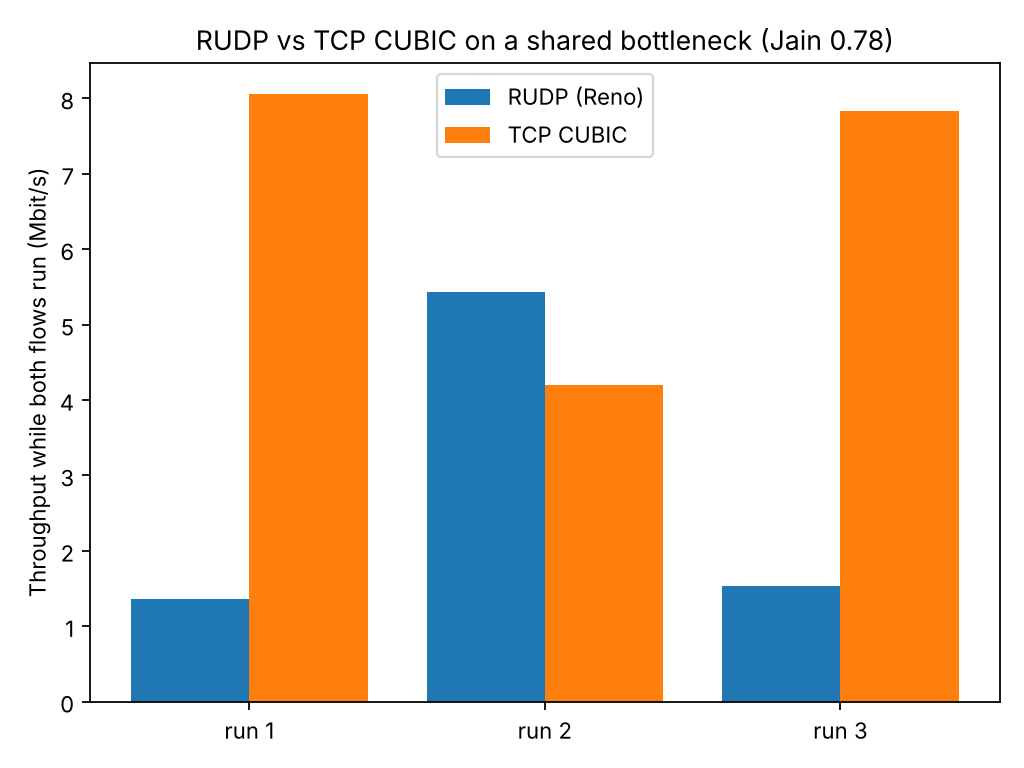 RUDP vs TCP CUBIC on a shared bottleneck (Jain 0.78)
RUDP (Reno)
TCP CUBIC
Throughput while both flows run (Mbit/s)
8
7
6
5
4
3
2
1
0
run 1
run 2
run 3